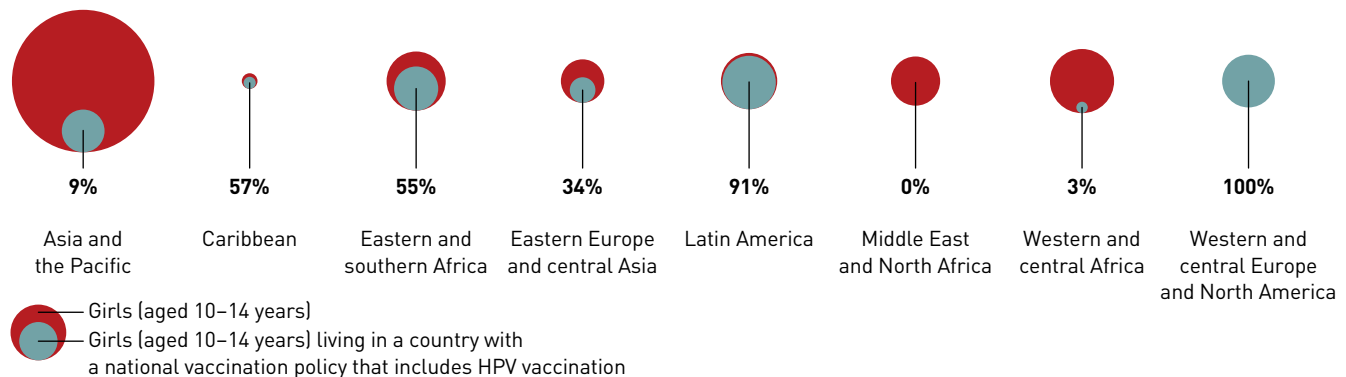 9%
57%
55%
34%
91%
0%
3%
100%
Asia and
the Pacific
Caribbean
Eastern and
southern Africa
Eastern Europe
and central Asia
Latin America
Middle East
and North Africa
Western and
central Africa
Western and
central Europe
and North America
Girls (aged 10–14 years)
Girls (aged 10–14 years) living in a country with
a national vaccination policy that includes HPV vaccination